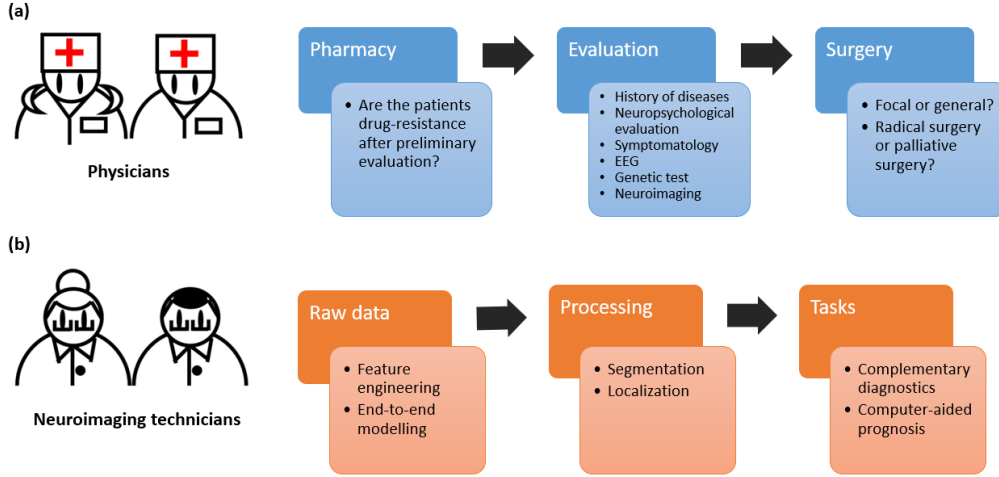 (a)
Physicians
Pharmacy
• Are the patients
drug-resistance
after preliminary
evaluation?
Evaluation
• History of diseases
• Neuropsychological
evaluation
• Symptomatology
• EEG
• Genetic test
• Neuroimaging
Surgery
• Focal or general?
• Radical surgery
or palliative
surgery?
(b)
Neuroimaging technicians
Raw data
• Feature
engineering
• End-to-end
modelling
Processing
• Segmentation
• Localization
Tasks
• Complementary
diagnostics
• Computer-aided
prognosis